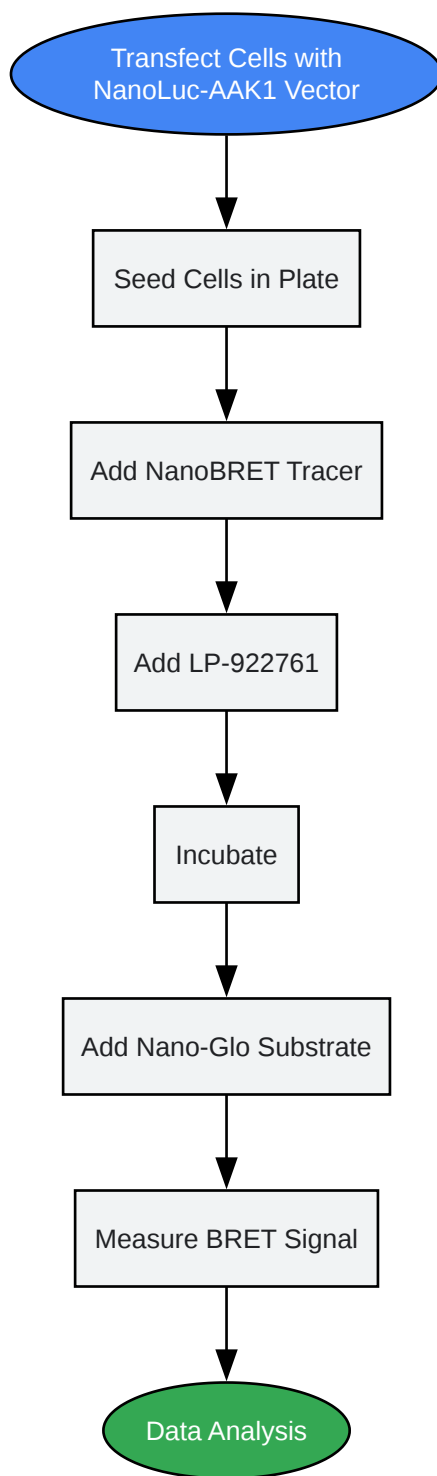 Transfect Cells with
NanoLuc-AAK1 Vector
Seed Cells in Plate
Add NanoBRET Tracer
Add LP-922761
Incubate
Add Nano-Glo Substrate
Measure BRET Signal
Data Analysis